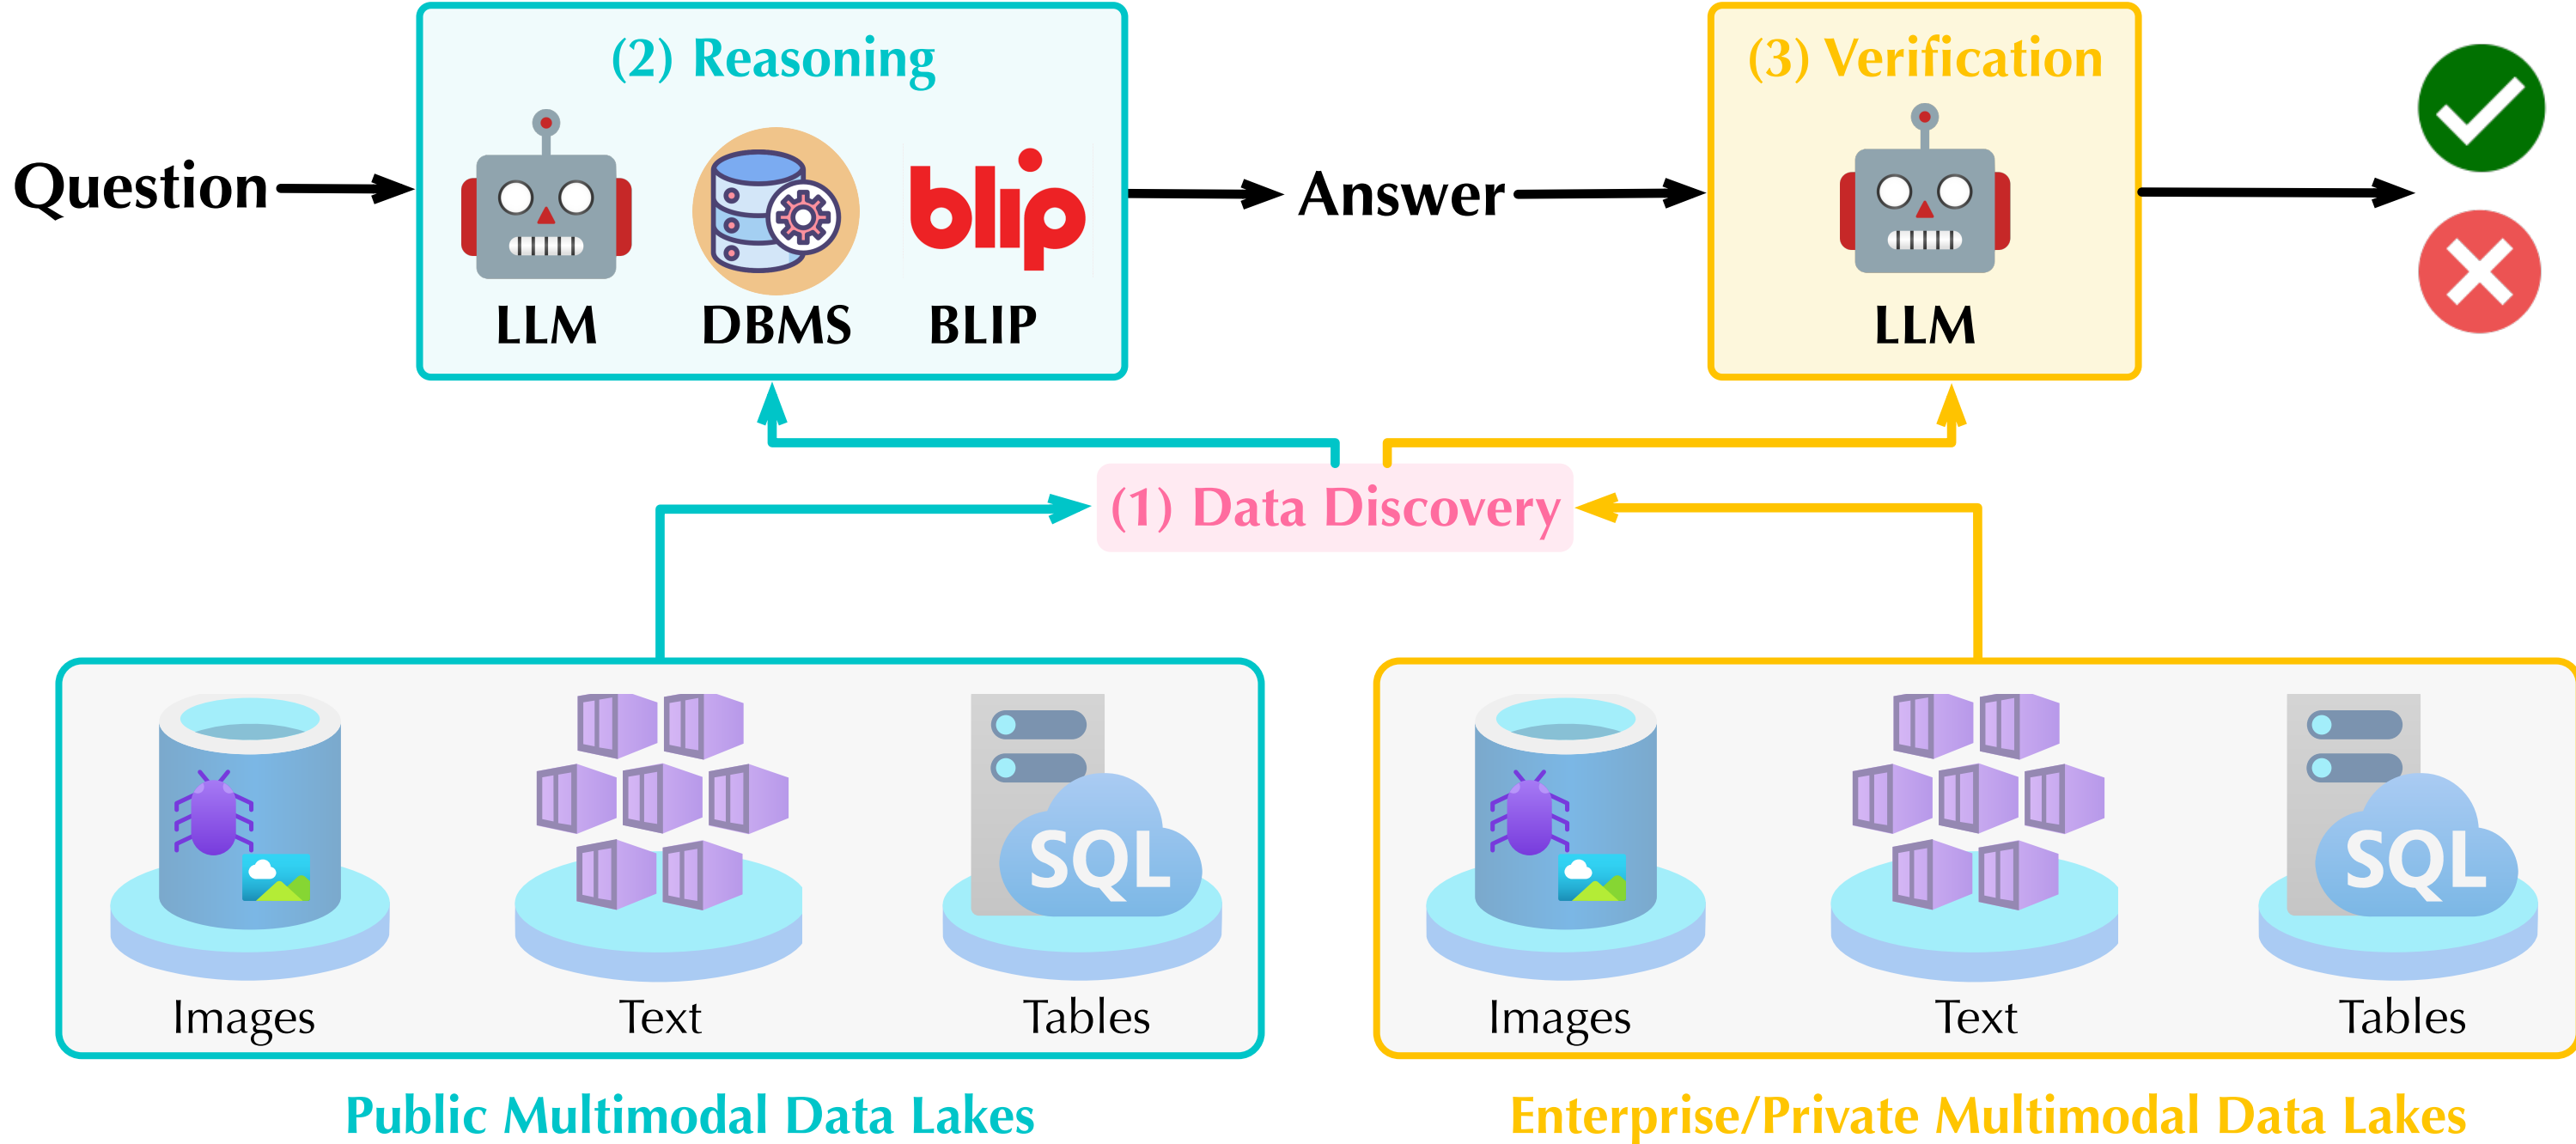 (2) Reasoning
(3) Verification
Question
blip
Answer
LLM
DBMS
BLIP
LLM
(1) Data Discovery
SQL
SQL
Images
Text
Tables
Images
Text
Tables
Public Multimodal Data Lakes
Enterprise/Private Multimodal Data Lakes